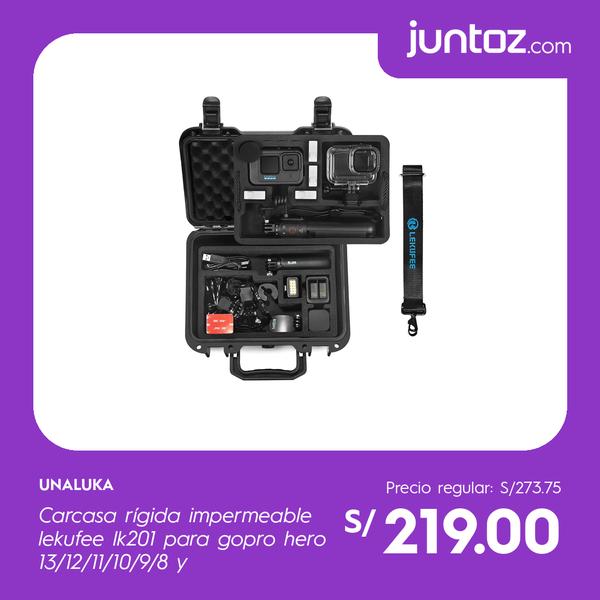 juntoz.com
LEKUFEE
UNALUKA
Carcasa rígida impermeable
lekufee lk201 para gopro hero
13/12/11/10/9/8 y
Precio regular: S/273.75
S/ 219.00